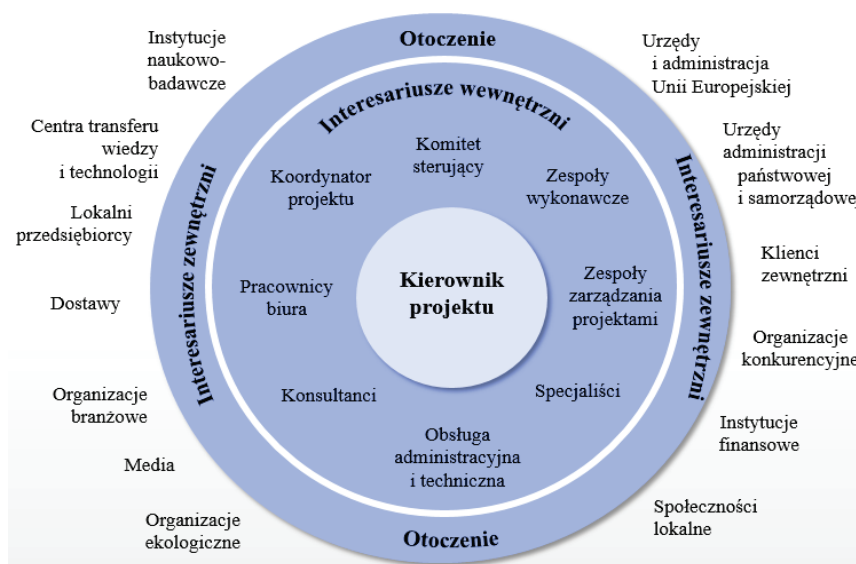 Otoczenie
Interesariusze wewnętrzni
Interesariusze zewnętrzni
Interesariusze zewnętrzni
Otoczenie
Kierownik
projektu
Komitet
sterujący
Zespoły
wykonawcze
Zespoły
zarządzania
projektami
Specjaliści
Obsługa
administracyjna
i techniczna
Konsultanci
Pracownicy
biura
Koordynator
projektu
Instytucje
naukowo-
badawcze
Centra transferu
wiedzy
i technologii
Lokalni
przedsiębiorcy
Dostawy
Organizacje
branżowe
Media
Organizacje
ekologiczne
Urzędy
i administracja
Unii Europejskiej
Urzędy
administracji
państwowej
i samorządowej
Klienci
zewnętrzni
Organizacje
konkurencyjne
Instytucje
finansowe
Społeczności
lokalne